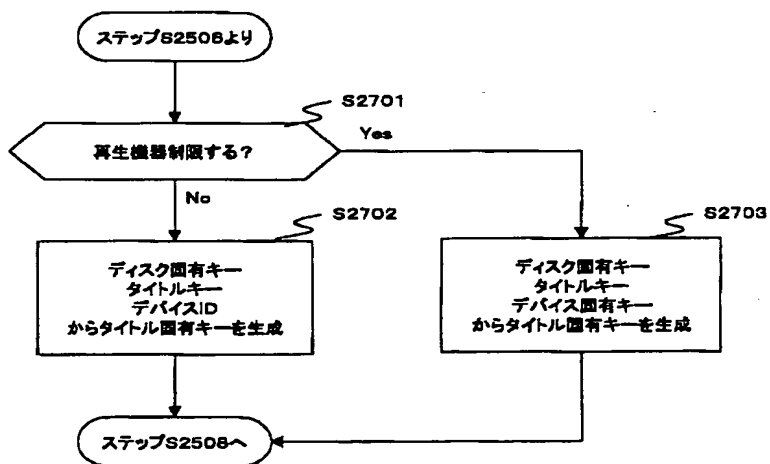 ステップS2506より
S2701
再生機器制限する?
Yes
No
S2702
ディスク固有キー
タイトルキー
デバイスID
からタイトル固有キーを生成
S2703
ディスク固有キー
タイトルキー
デバイス固有キー
からタイトル固有キーを生成
ステップS2508へ